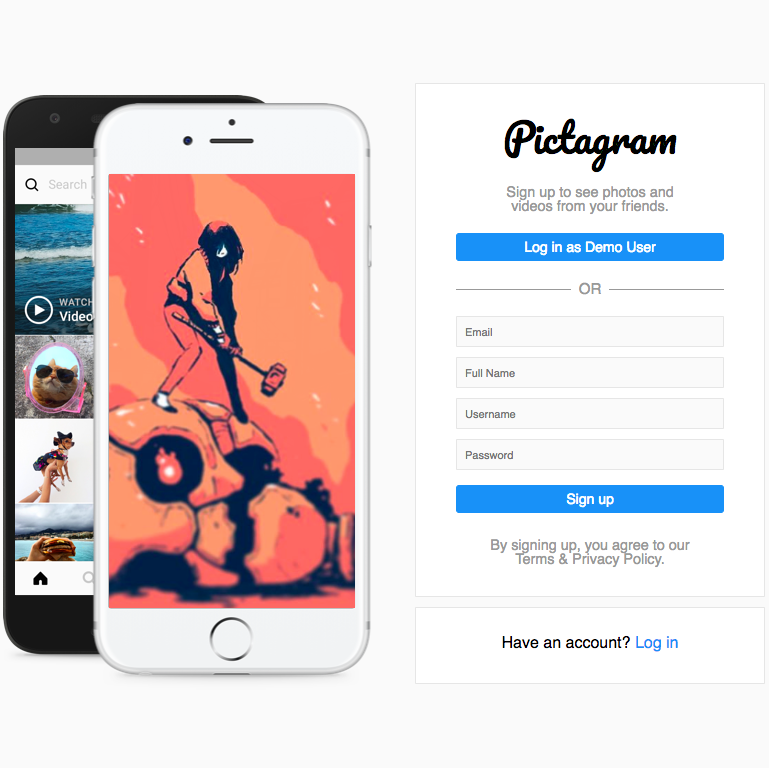 Search
WATCH
Video
Pictagram
Sign up to see photos and
videos from your friends.
Log in as Demo User
OR
Email
Full Name
Username
Password
Sign up
By signing up, you agree to our
Terms & Privacy Policy.
Have an account? Log in